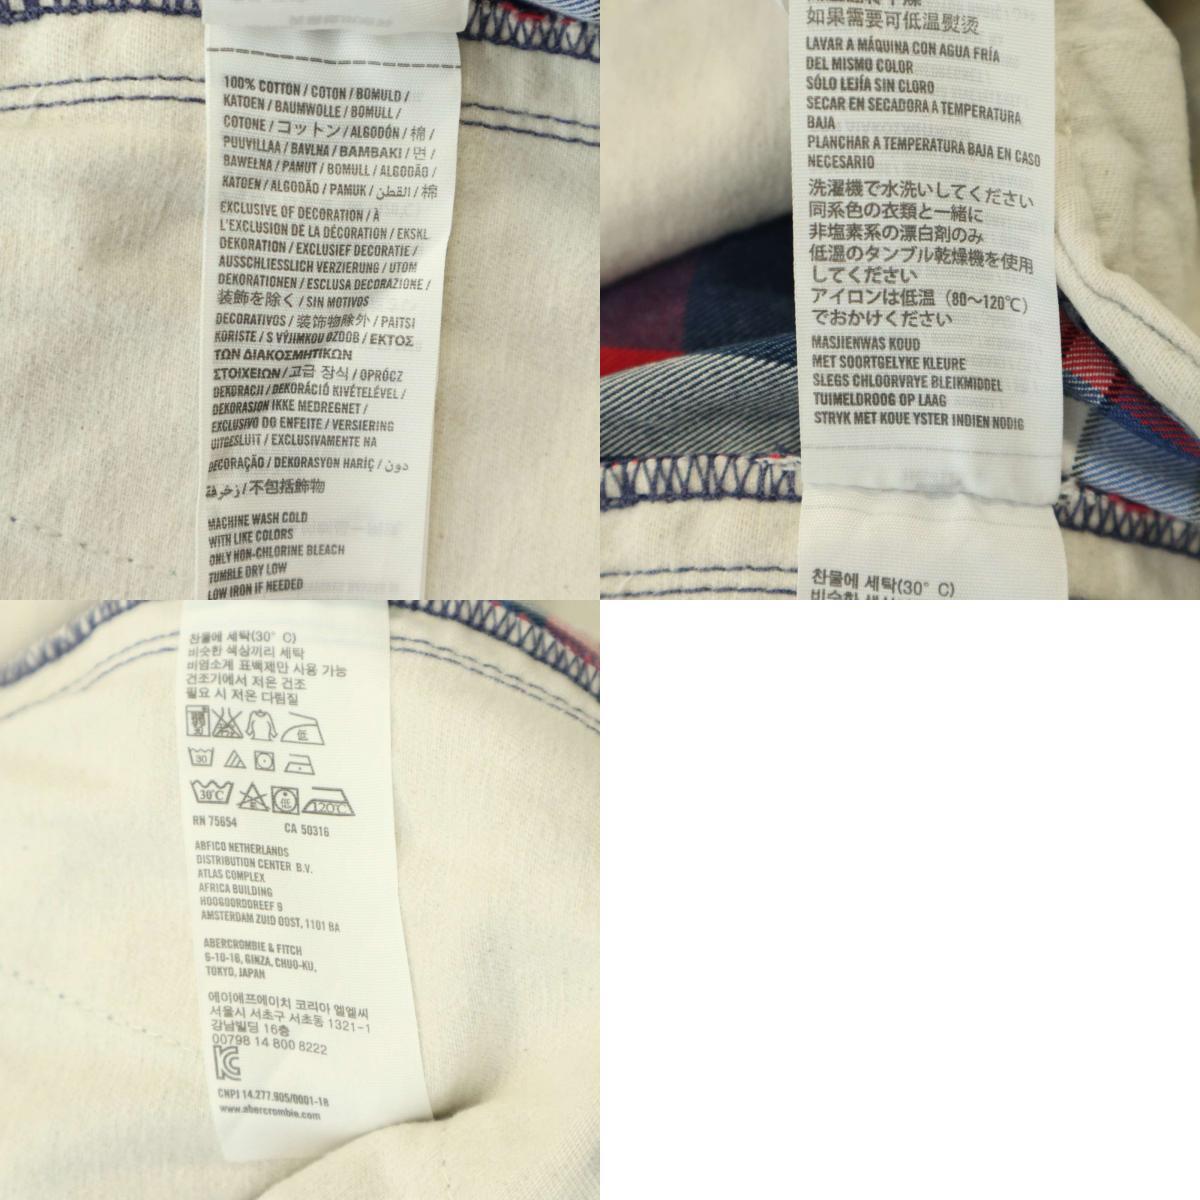 100% COTTON / COTON / BOMULD /
KATOEN / BAUMWOLLE / BOMULL /
COTONE / コットン / ALGODÓN / 棉 /
PUUVILLAA / BAVLNA / BAMBAKI / 면 /
BAWEŁNA / PAMUT / BOMULL / ALGODÃO /
KATOEN / ALGODÃO / PAMUK / القطن / 棉
EXCLUSIVE OF DECORATION / À
L'EXCLUSION DE LA DÉCORATION / EKSKL
DEKORATION / EXCLUSIEF DECORATIE /
AUSSCHLIESSLICH VERZIERUNG / UTOM
DEKORATIONEN / ESCLUSA DECORAZIONE /
装飾を除く / SIN MOTIVOS
DECORATIVOS / 装饰物除外 / PAITSI
KORISTE / S VÝJIMKOU OZDOB / ΕΚΤΟΣ
ΤΩΝ ΔΙΑΚΟΣΜΗΤΙΚΩΝ
ΣΤΟΙΧΕΙΩΝ / 고급 장식 / OPRÓCZ
DEKORACJI / DEKORÁCIÓ KIVÉTELÉVEL /
DEKORASJON IKKE MEDREGNET /
EXCLUSIVO DO ENFEITE / VERSIERING
UITGESLUIT / EXCLUSIVAMENTE NA
DECORAÇÃO / DEKORASYON HARİÇ / دون
زخرفة / 不包括飾物
MACHINE WASH COLD
WITH LIKE COLORS
ONLY NON-CHLORINE BLEACH
TUMBLE DRY LOW
LOW IRON IF NEEDED
如果需要可低温熨烫
LAVAR A MÁQUINA CON AGUA FRÍA
DEL MISMO COLOR
SÓLO LEJÍA SIN CLORO
SECAR EN SECADORA A TEMPERATURA
BAJA
PLANCHAR A TEMPERATURA BAJA EN CASO
NECESARIO
洗濯機で水洗いしてください
同系色の衣類と一緒に
非塩素系の漂白剤のみ
低温のタンブル乾燥機を使用
してください
アイロンは低温（80～120℃）
でおかけください
MASJIENWAS KOUD
MET SOORTGELYKE KLEURE
SLEGS CHLOORVRYE BLEIKMIDDEL
TUIMELDROOG OP LAAG
STRYK MET KOUE YSTER INDIEN NODIG
찬물에 세탁(30° C)
찬물에 세탁(30° C)
비슷한 색상끼리 세탁
비염소계 표백제만 사용 가능
건조기에서 저온 건조
필요 시 저온 다림질
30 低
30
30℃ 低 120℃
RN 75654 CA 50316
ABFICO NETHERLANDS
DISTRIBUTION CENTER B.V.
ATLAS COMPLEX
AFRICA BUILDING
HOOGOORDDREEF 9
AMSTERDAM ZUID OOST, 1101 BA
ABERCROMBIE & FITCH
6-10-16, GINZA, CHUO-KU,
TOKYO, JAPAN
에이에프에이치 코리아 엘엘씨
서울시 서초구 서초동 1321-1
강남빌딩 16층
00798 14 800 8222
KC
CNPJ 14.277.905/0001-18
www.abercrombie.com